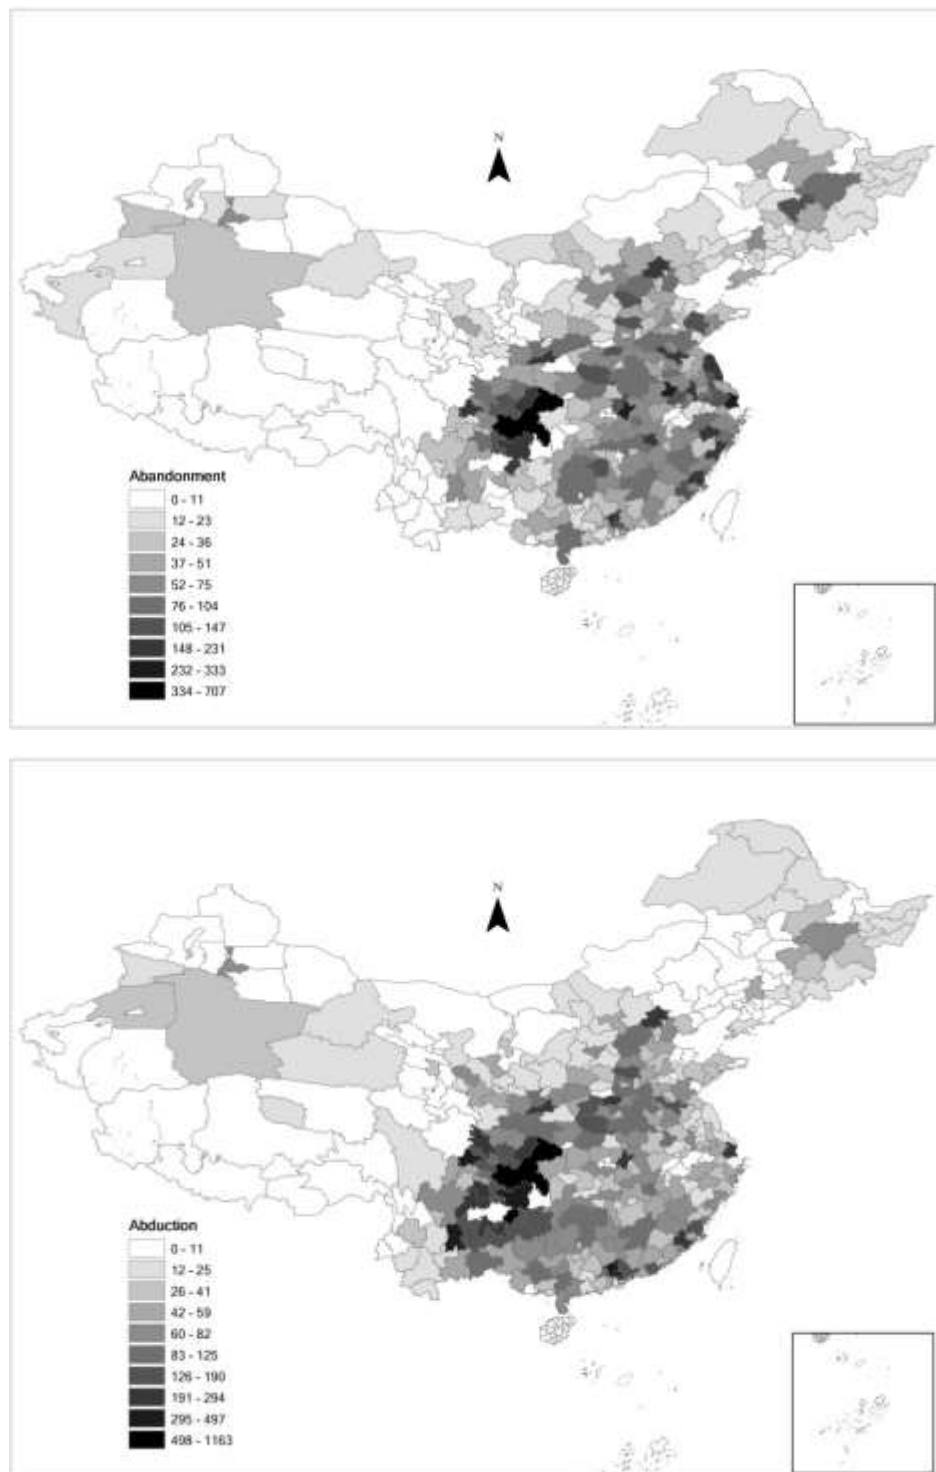 N
Abandonment
0 - 11
12 - 23
24 - 36
37 - 51
52 - 75
76 - 104
105 - 147
148 - 231
232 - 333
334 - 707
N
Abduction
0 - 11
12 - 25
26 - 41
42 - 59
60 - 82
83 - 125
126 - 190
191 - 294
295 - 497
498 - 1163